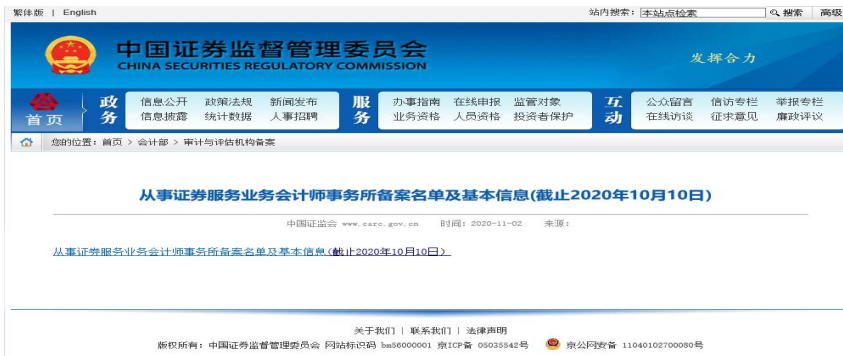 繁体版 | English 站内搜索: 本站点检索 搜索 高级
中国证券监督管理委员会
CHINA SECURITIES REGULATORY COMMISSION
发挥合力
首页
政务
信息公开 政策法规 新闻发布
信息披露 统计数据 人事招聘
服务
办事指南 在线申报 监管对象
业务资格 人员资格 投资者保护
互动
公众留言 信访专栏 举报专栏
在线访谈 征求意见 廉政评议
您的位置: 首页 > 会计部 > 审计与评估机构备案
从事证券服务业务会计师事务所备案名单及基本信息(截止2020年10月10日)
中国证监会 www.csrc.gov.cn 时间: 2020-11-02 来源:
从事证券服务业务会计师事务所备案名单及基本信息(截止2020年10月10日)
关于我们 | 联系我们 | 法律声明
版权所有: 中国证券监督管理委员会 网站标识码 bm56000001 京ICP备 05035542号 京公网安备 11040102700080号